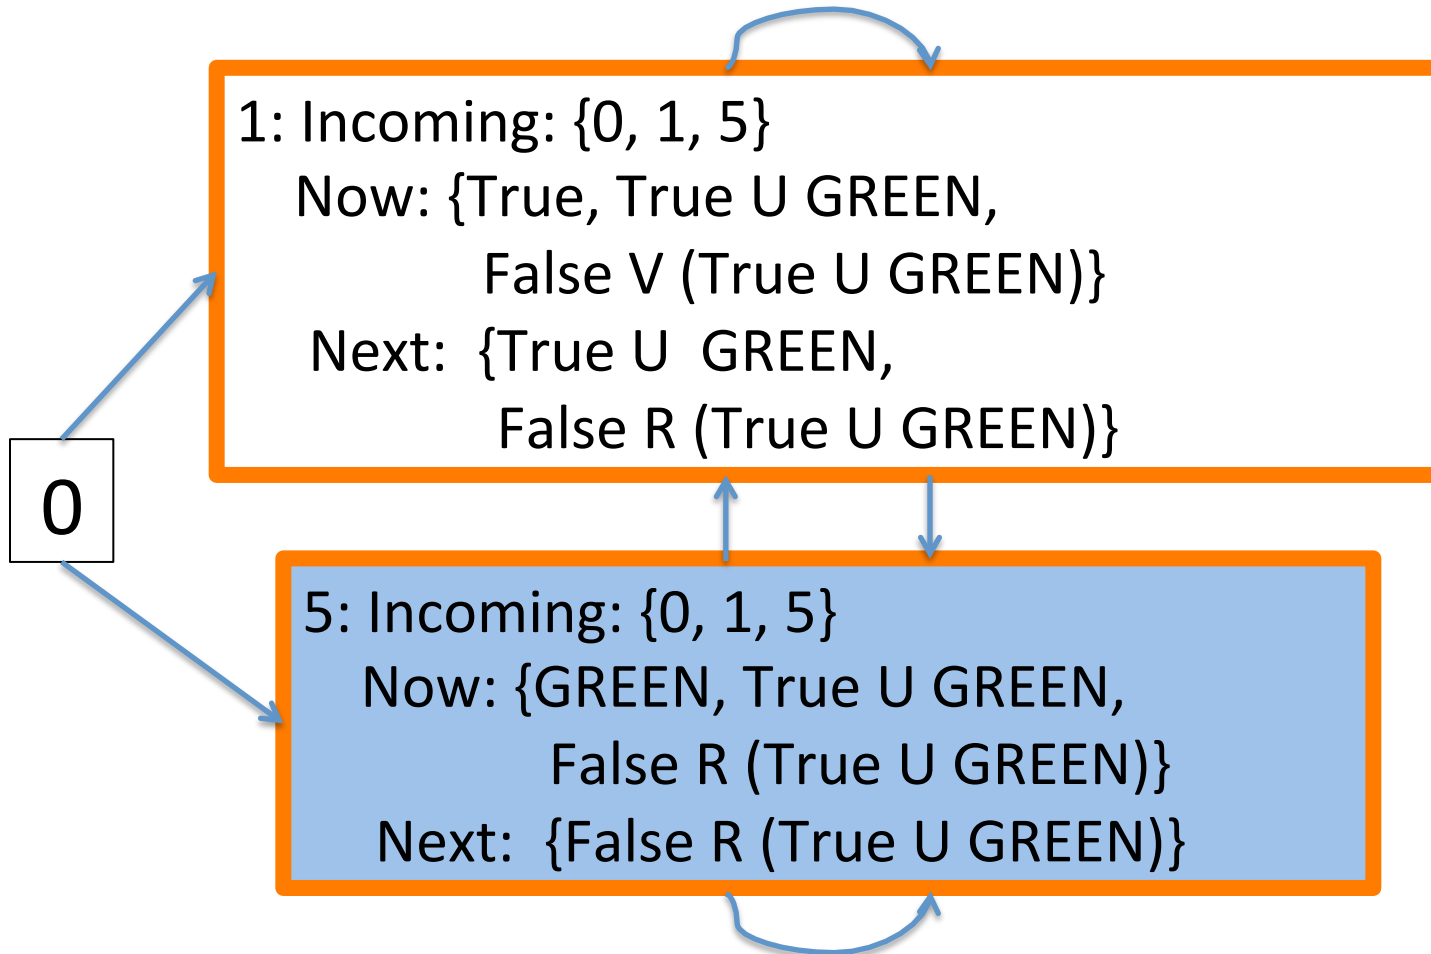 1: Incoming: {0, 1, 5}
Now: {True, True U GREEN,
False V (True U GREEN)}
Next: {True U GREEN,
False R (True U GREEN)}
0
5: Incoming: {0, 1, 5}
Now: {GREEN, True U GREEN,
False R (True U GREEN)}
Next: {False R (True U GREEN)}